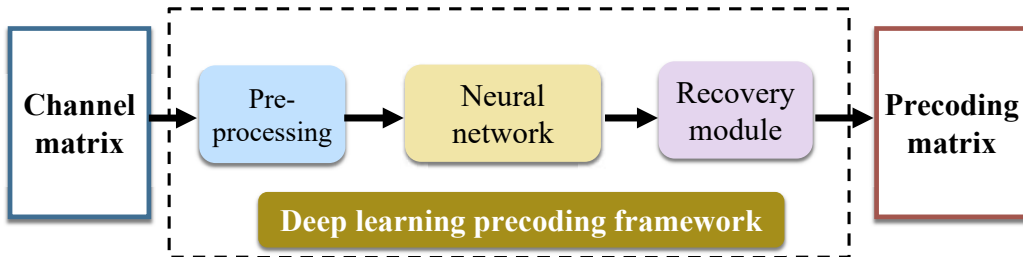 Channel
matrix
Pre-
processing
Neural
network
Recovery
module
Precoding
matrix
Deep learning precoding framework